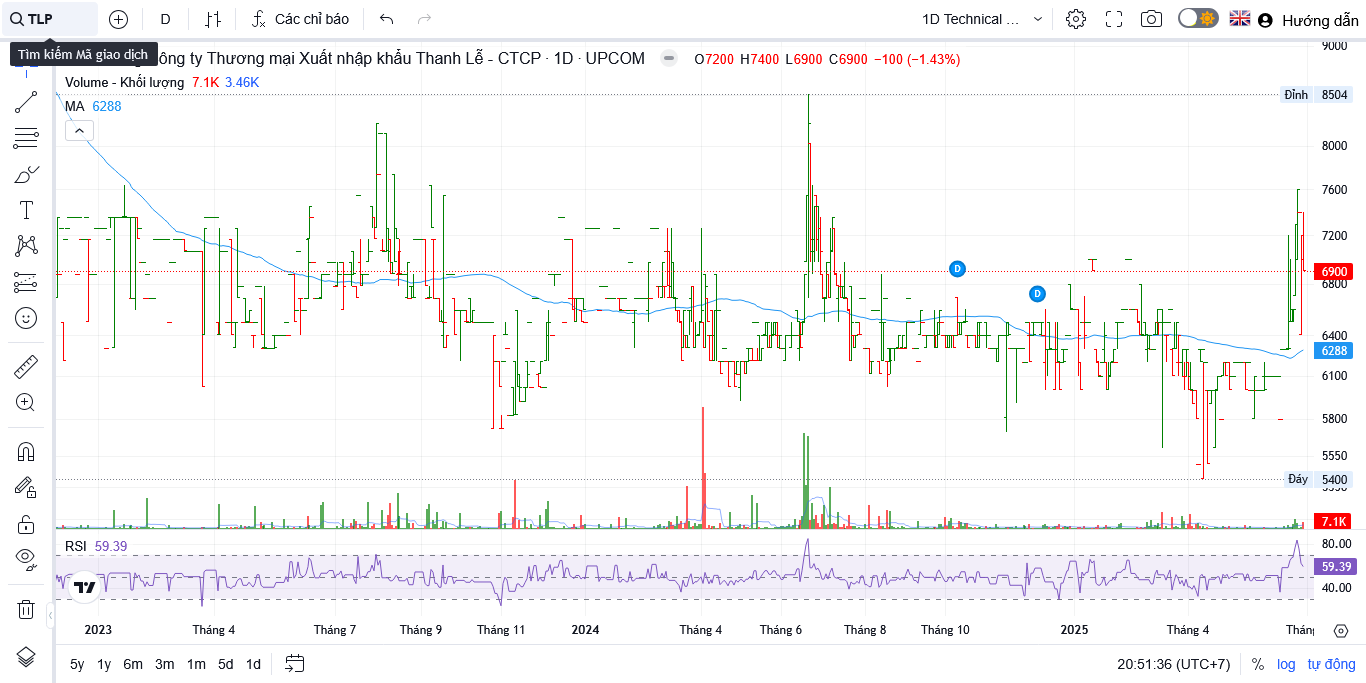 TLP
D
Các chỉ báo
1D Technical ...
Hướng dẫn
Tìm kiếm Mã giao dịch
ông ty Thương mại Xuất nhập khẩu Thanh Lễ - CTCP · 1D · UPCOM
O7200 H7400 L6900 C6900 −100 (−1.43%)
Volume - Khối lượng 7.1K 3.46K
MA 6288
9000
Đỉnh 8504
8000
7600
7200
D
6900
D
6800
6400
6288
6100
5800
5550
Đáy 5400
7.1K
RSI 59.39
80.00
59.39
40.00
2023 Tháng 4 Tháng 7 Tháng 9 Tháng 11 2024 Tháng 4 Tháng 6 Tháng 8 Tháng 10 2025 Tháng 4 Thán
5y 1y 6m 3m 1m 5d 1d
20:51:36 (UTC+7) % log tự động